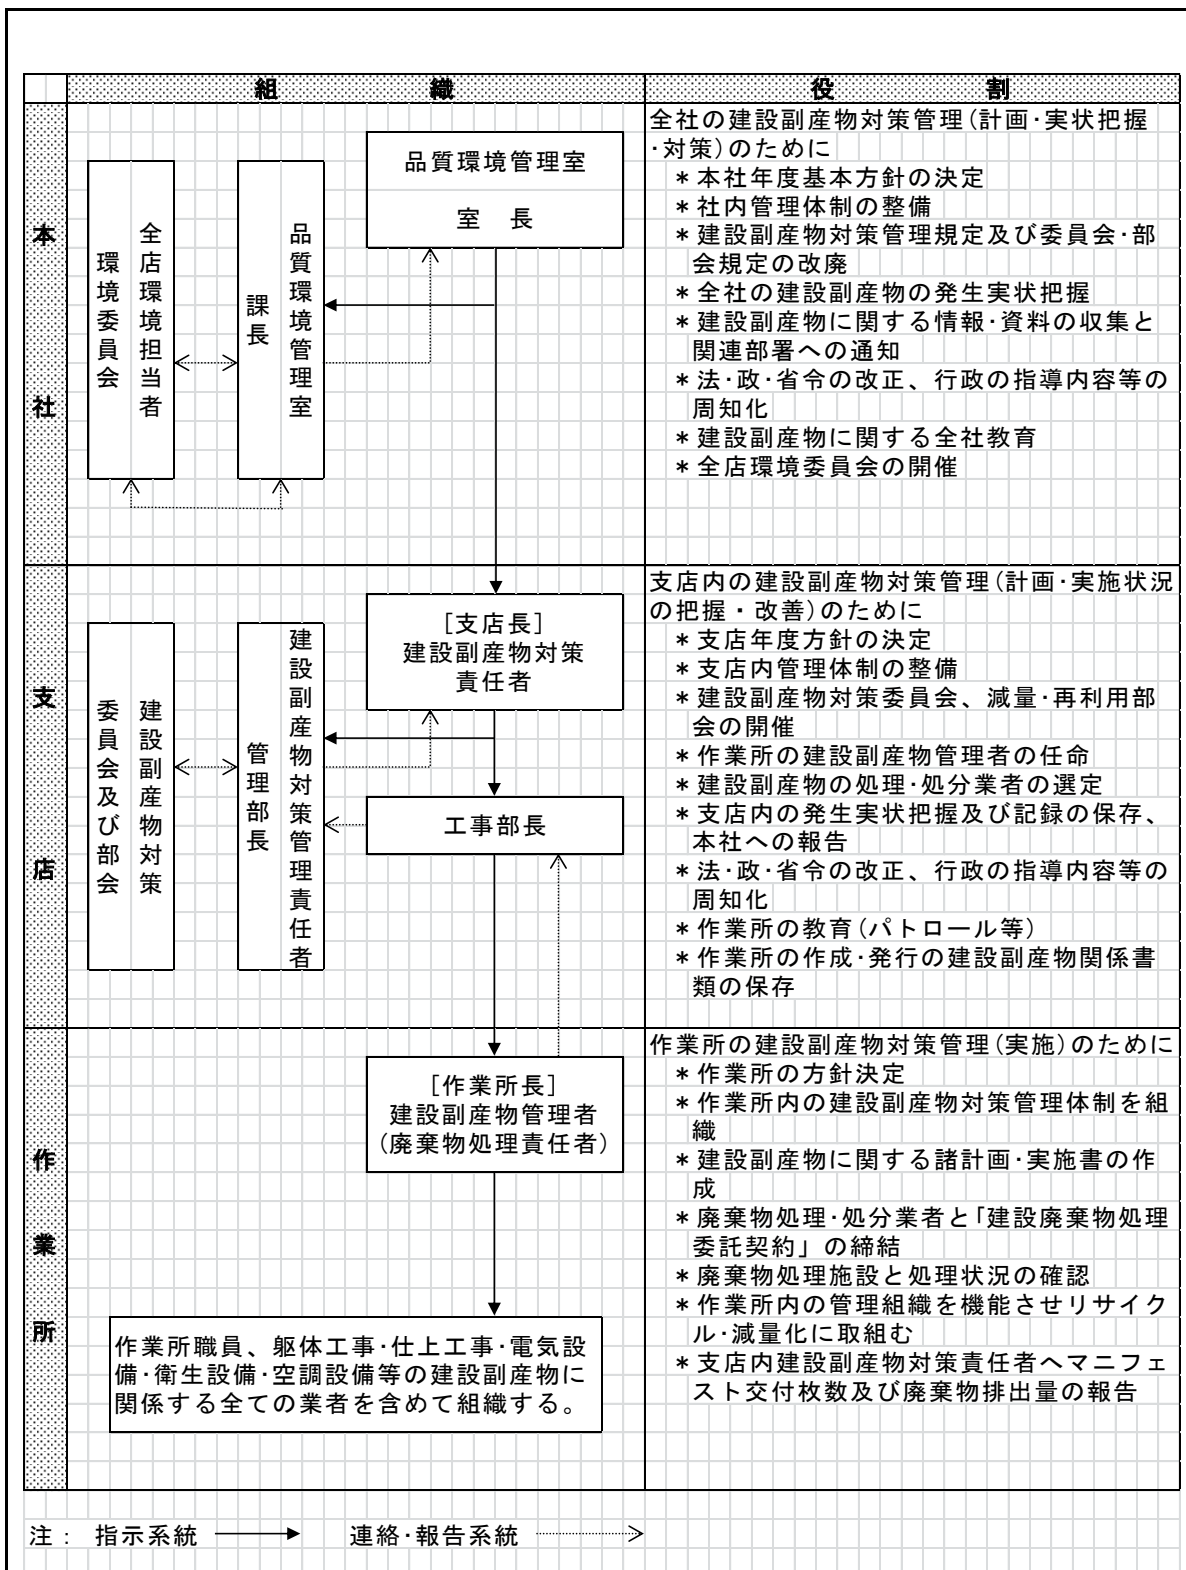 組　織
役　割
本社
全店環境担当者
環境委員会
品質環境管理室
課長
品質環境管理室
室　長
全社の建設副産物対策管理(計画･実状把握
･対策)のために
＊本社年度基本方針の決定
＊社内管理体制の整備
＊建設副産物対策管理規定及び委員会･部
会規定の改廃
＊全社の建設副産物の発生実状把握
＊建設副産物に関する情報･資料の収集と
関連部署への通知
＊法･政･省令の改正、行政の指導内容等の
周知化
＊建設副産物に関する全社教育
＊全店環境委員会の開催
支店
建設副産物対策
委員会及び部会
建設副産物対策管理責任者
管理部長
[支店長]
建設副産物対策
責任者
工事部長
支店内の建設副産物対策管理(計画･実施状況
の把握・改善)のために
＊支店年度方針の決定
＊支店内管理体制の整備
＊建設副産物対策委員会、減量･再利用部
会の開催
＊作業所の建設副産物管理者の任命
＊建設副産物の処理･処分業者の選定
＊支店内の発生実状把握及び記録の保存、
本社への報告
＊法･政･省令の改正、行政の指導内容等の
周知化
＊作業所の教育(パトロール等)
＊作業所の作成･発行の建設副産物関係書
類の保存
作業所
[作業所長]
建設副産物管理者
(廃棄物処理責任者)
作業所職員、躯体工事･仕上工事･電気設
備･衛生設備･空調設備等の建設副産物に
関係する全ての業者を含めて組織する。
作業所の建設副産物対策管理(実施)のために
＊作業所の方針決定
＊作業所内の建設副産物対策管理体制を組
織
＊建設副産物に関する諸計画･実施書の作
成
＊廃棄物処理･処分業者と｢建設廃棄物処理
委託契約」の締結
＊廃棄物処理施設と処理状況の確認
＊作業所内の管理組織を機能させリサイク
ル･減量化に取組む
＊支店内建設副産物対策責任者へマニフェ
スト交付枚数及び廃棄物排出量の報告
注：　指示系統　連絡･報告系統